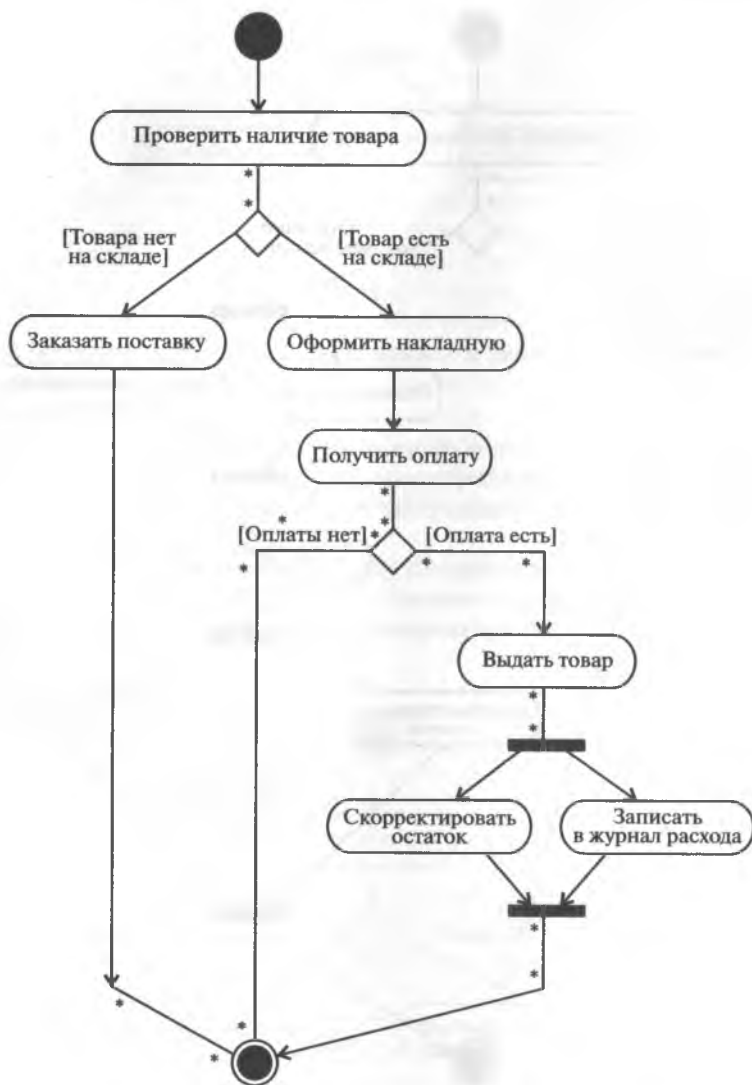 Проверить наличие товара
*
*
[Товара нет
на складе]
[Товар есть
на складе]
Заказать поставку
Оформить накладную
Получить оплату
*
*
*
[Оплаты нет]
*
[Оплата есть]
*
*
*
Выдать товар
*
*
Скорректировать
остаток
Записать
в журнал расхода
*
*
*
*
*